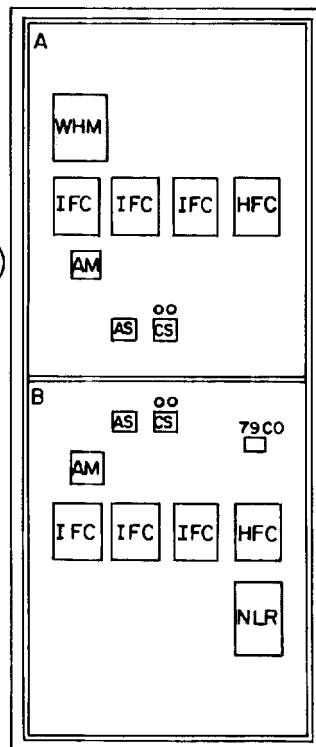 A
WHM
IFC IFC IFC HFC
AM
AS CS
B
AS CS
79CO
AM
IFC IFC IFC HFC
NLR